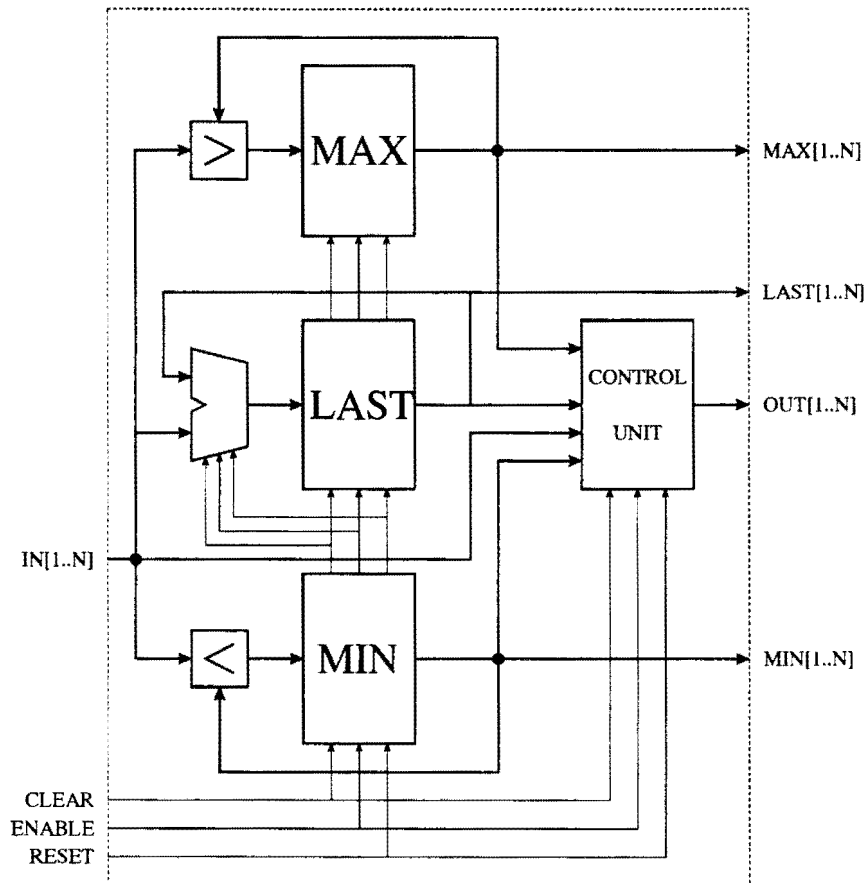 >
MAX
MAX[1..N]
LAST[1..N]
LAST
CONTROL
UNIT
OUT[1..N]
IN[1..N]
<
MIN
MIN[1..N]
CLEAR
ENABLE
RESET